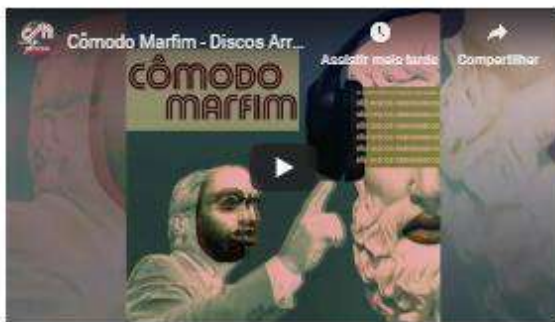 Cômodo Marfim - Discos Arr...
Assistir mais tarde
Compartilhar
CÔMODO
MARFIM